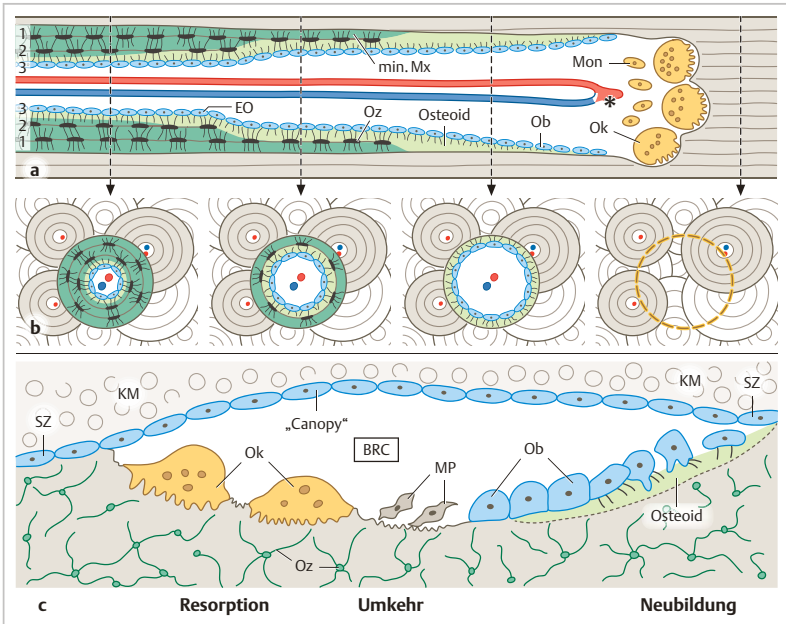 1
2
3
min. Mx
Mon
3
2
1
EO
Oz
Osteoid
Ob
*
Ok
a
b
KM
KM
SZ
SZ
„Canopy“
Ok
BRC
MP
Ob
Osteoid
Oz
c Resorption Umkehr Neubildung